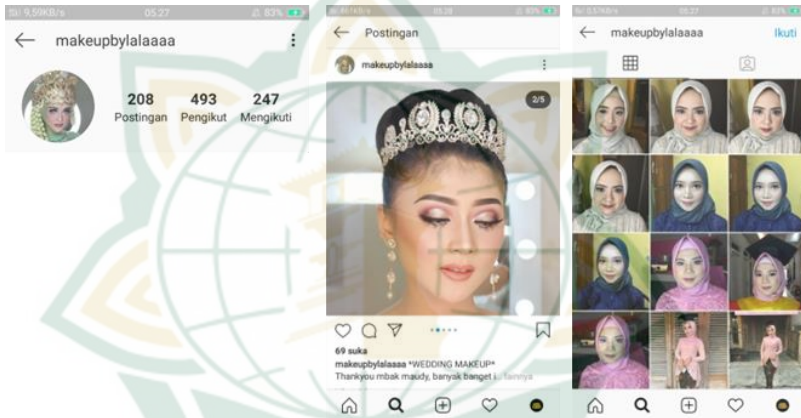 05.27
83%
makeupbylalaaaa
208
493
247
Postingan
Pengikut
Mengikuti
05.28
Postingan
makeupbylalaaaa
2/5
69 suka
makeupbylalaaaa *WEDDING MAKEUP*
Thankyou mbak maudy, banyak banget
05.27
makeupbylalaaaa
Ikuti